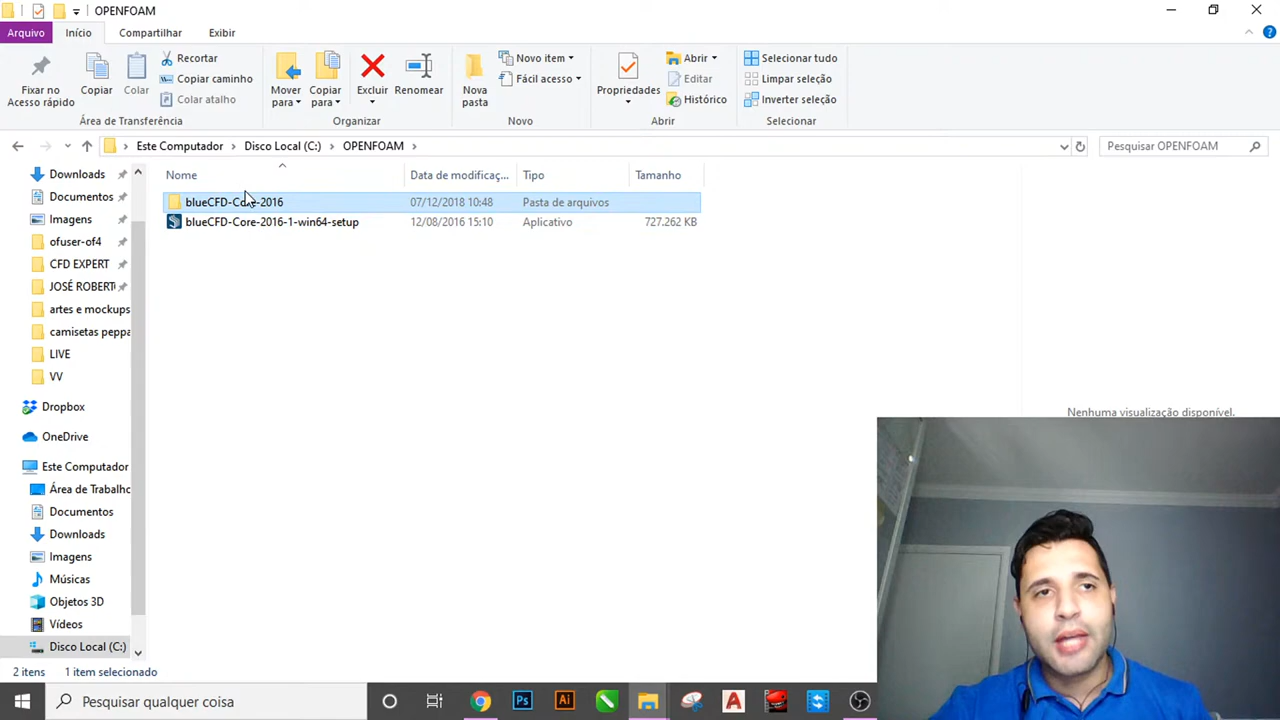 OPENFOAM
Arquivo Início Compartilhar Exibir
Fixar no Acesso rápido
Copiar
Colar
Recortar
Copiar caminho
Colar atalho
Área de Transferência
Mover para
Copiar para
Excluir
Renomear
Organizar
Nova pasta
Novo item
Fácil acesso
Novo
Propriedades
Abrir
Editar
Histórico
Abrir
Selecionar tudo
Limpar seleção
Inverter seleção
Selecionar
Este Computador > Disco Local (C:) > OPENFOAM >
Pesquisar OPENFOAM
Downloads
Documentos
Imagens
ofuser-of4
CFD EXPERT
JOSÉ ROBERT
artes e mockups
camisetas peppa
LIVE
VV
Dropbox
OneDrive
Este Computador
Área de Trabalho
Documentos
Downloads
Imagens
Músicas
Objetos 3D
Vídeos
Disco Local (C:)
Nome Data de modificaç... Tipo Tamanho
blueCFD-Core-2016 07/12/2018 10:48 Pasta de arquivos
blueCFD-Core-2016-1-win64-setup 12/08/2016 15:10 Aplicativo 727.262 KB
Nenhuma visualização disponível.
2 itens 1 item selecionado
Pesquisar qualquer coisa
Ps
Ai
A